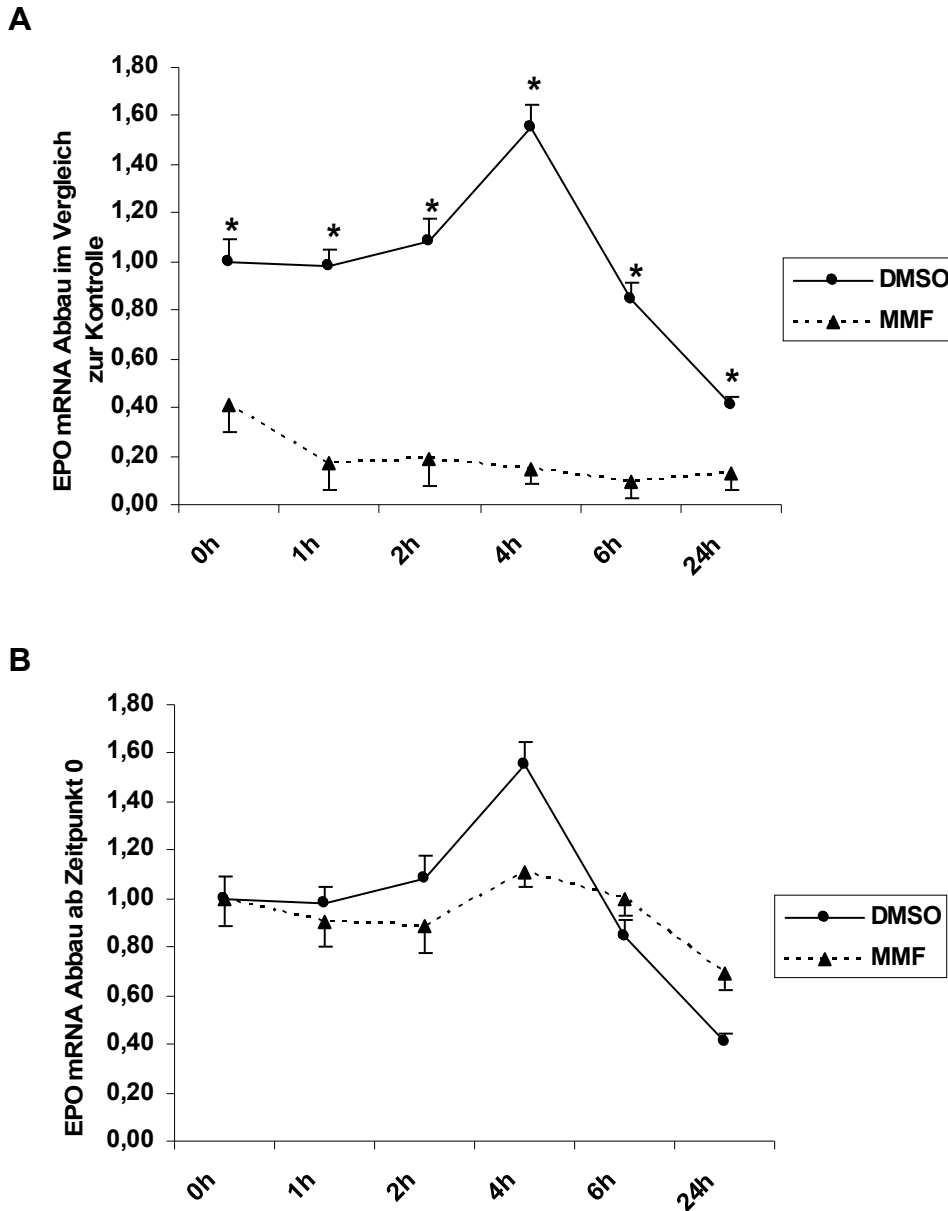 A
EPO mRNA Abbau im Vergleich
zur Kontrolle
1,80
1,60
1,40
1,20
1,00
0,80
0,60
0,40
0,20
0,00
* * * * * *
0h 1h 2h 4h 6h 24h
DMSO
MMF
B
EPO mRNA Abbau ab Zeitpunkt 0
1,80
1,60
1,40
1,20
1,00
0,80
0,60
0,40
0,20
0,00
0h 1h 2h 4h 6h 24h
DMSO
MMF